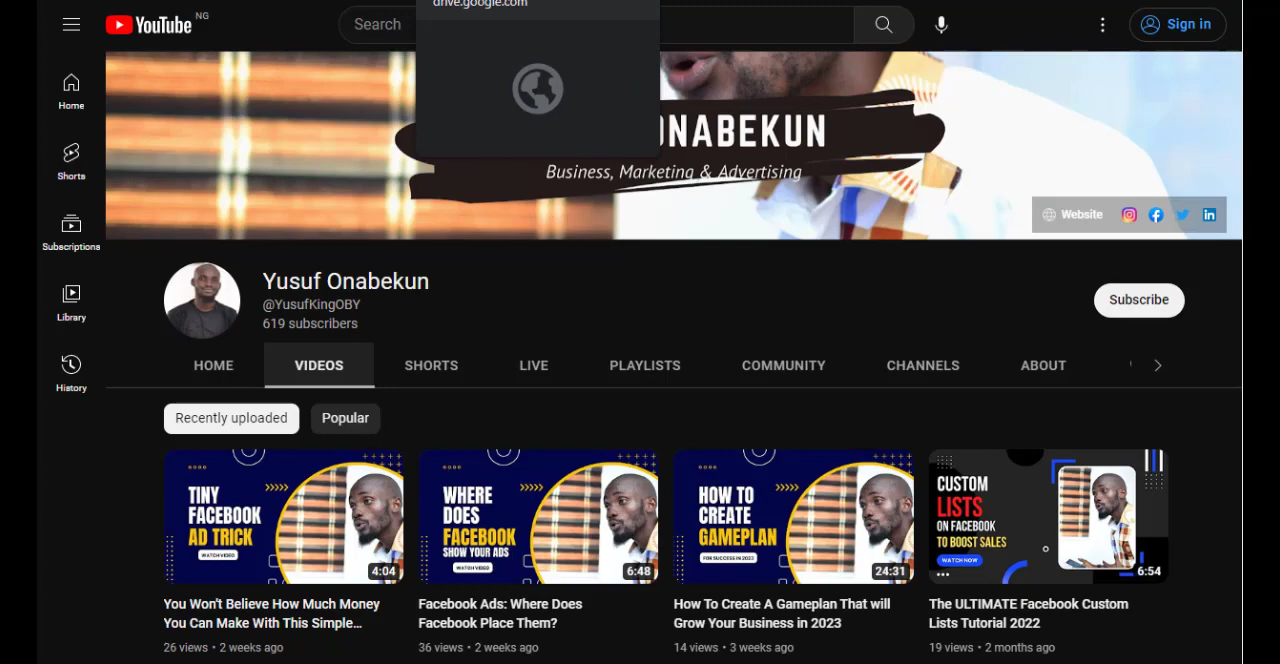 drive.google.com
YouTube NG
Search
Sign in
Home
Shorts
Subscriptions
Library
History
ONABEKUN
Business, Marketing & Advertising
Website
Yusuf Onabekun
@YusufKingOBY
619 subscribers
Subscribe
HOME VIDEOS SHORTS LIVE PLAYLISTS COMMUNITY CHANNELS ABOUT
Recently uploaded Popular
TINY
FACEBOOK
AD TRICK
WATCH VIDEO
4:04
WHERE
DOES
FACEBOOK
SHOW YOUR ADS
WATCH VIDEO
6:48
HOW TO
CREATE
GAMEPLAN
FOR SUCCESS IN 2023
24:31
CUSTOM
LISTS
ON FACEBOOK
TO BOOST SALES
WATCH NOW
6:54
You Won't Believe How Much Money
You Can Make With This Simple...
26 views • 2 weeks ago
Facebook Ads: Where Does
Facebook Place Them?
36 views • 2 weeks ago
How To Create A Gameplan That will
Grow Your Business in 2023
14 views • 3 weeks ago
The ULTIMATE Facebook Custom
Lists Tutorial 2022
19 views • 2 months ago